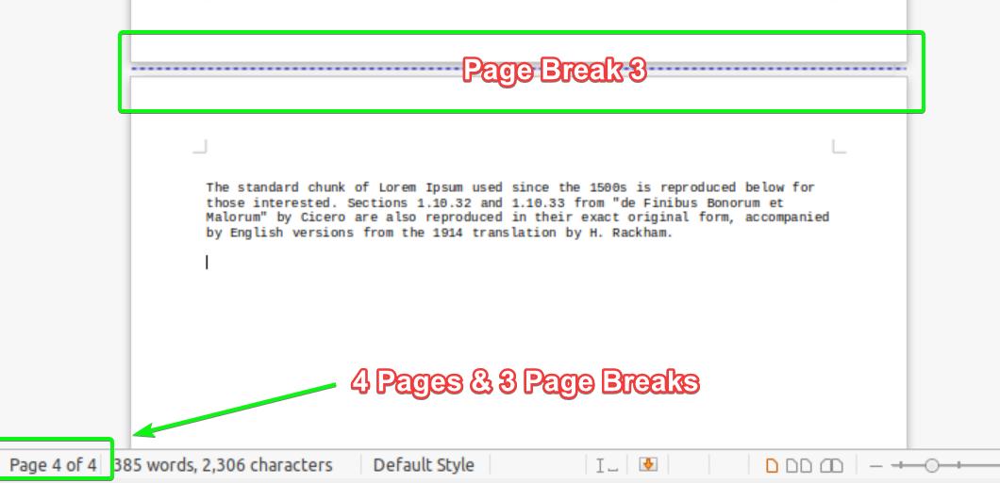 Page Break 3
The standard chunk of Lorem Ipsum used since the 1500s is reproduced below for
those interested. Sections 1.10.32 and 1.10.33 from "de Finibus Bonorum et
Malorum" by Cicero are also reproduced in their exact original form, accompanied
by English versions from the 1914 translation by H. Rackham.
4 Pages & 3 Page Breaks
Page 4 of 4 385 words, 2,306 characters Default Style